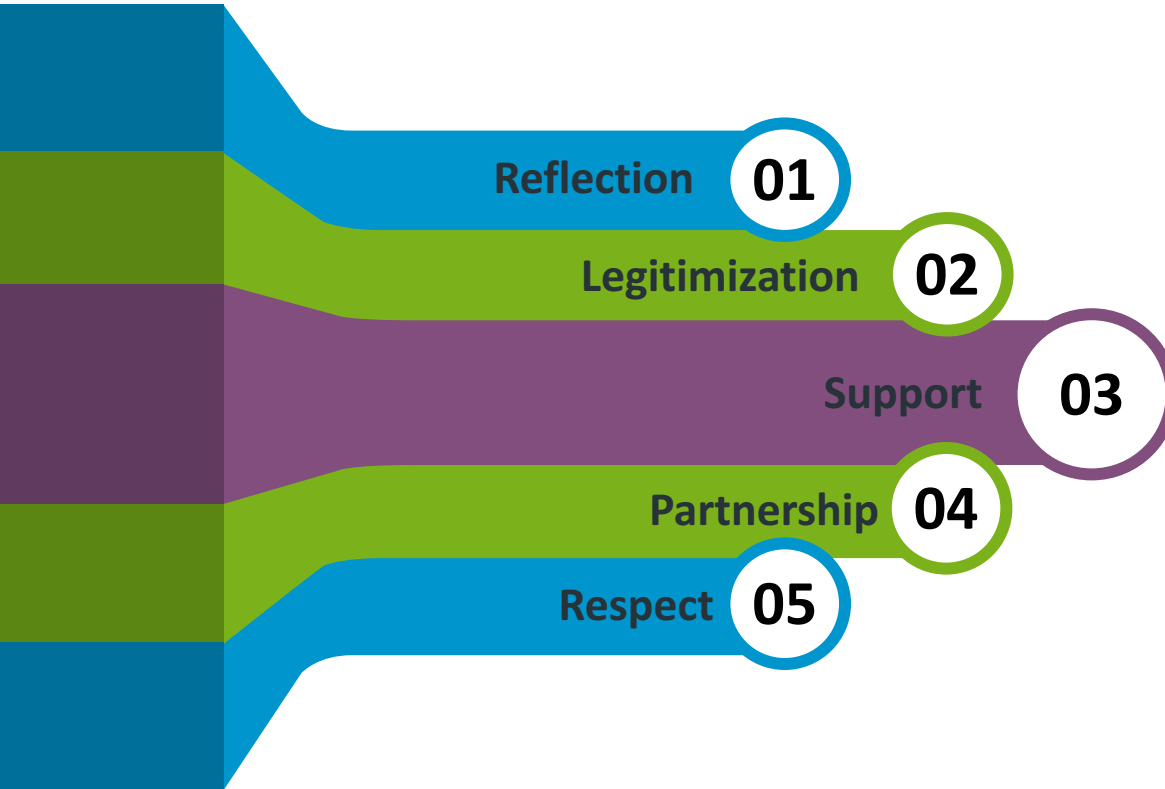 Reflection 01
Legitimization 02
Support 03
Partnership 04
Respect 05